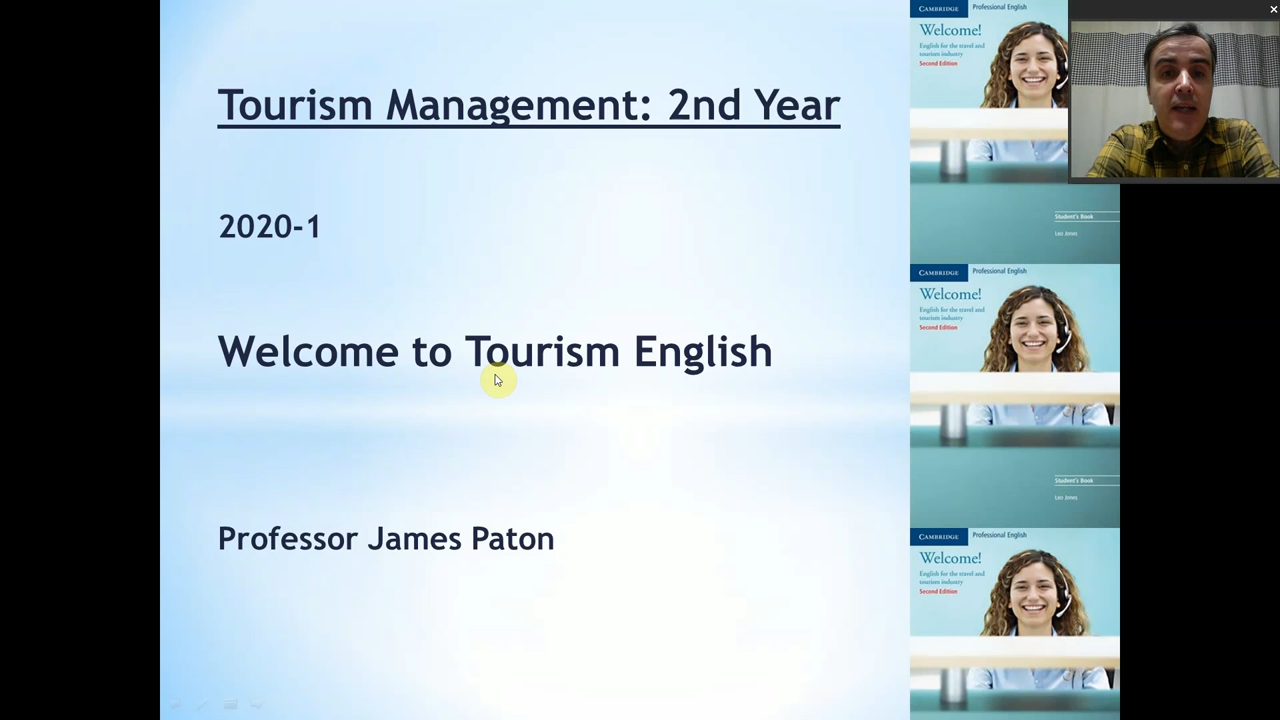 Tourism Management: 2nd Year
2020-1
Welcome to Tourism English
Professor James Paton
CAMBRIDGE
Professional English
Welcome!
English for the travel and
tourism industry
Second Edition
Student's Book
Leo Jones
CAMBRIDGE
Professional English
Welcome!
English for the travel and
tourism industry
Second Edition
Student's Book
Leo Jones
CAMBRIDGE
Professional English
Welcome!
English for the travel and
tourism industry
Second Edition